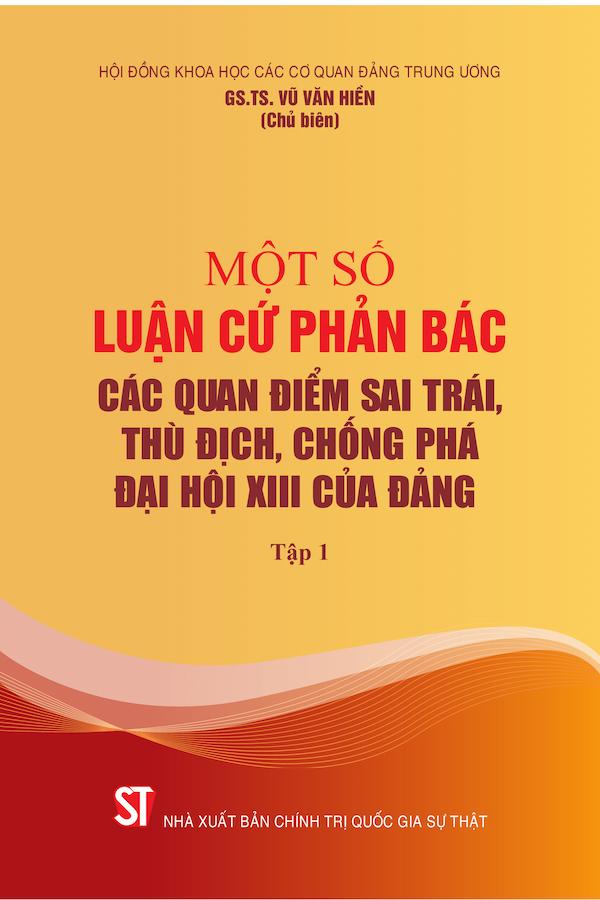 HỘI ĐỒNG KHOA HỌC CÁC CƠ QUAN ĐẢNG TRUNG ƯƠNG
GS.TS. VŨ VĂN HIỀN
(Chủ biên)
MỘT SỐ
LUẬN CỨ PHẢN BÁC
CÁC QUAN ĐIỂM SAI TRÁI,
THÙ ĐỊCH, CHỐNG PHÁ
ĐẠI HỘI XIII CỦA ĐẢNG
Tập 1
ST
NHÀ XUẤT BẢN CHÍNH TRỊ QUỐC GIA SỰ THẬT